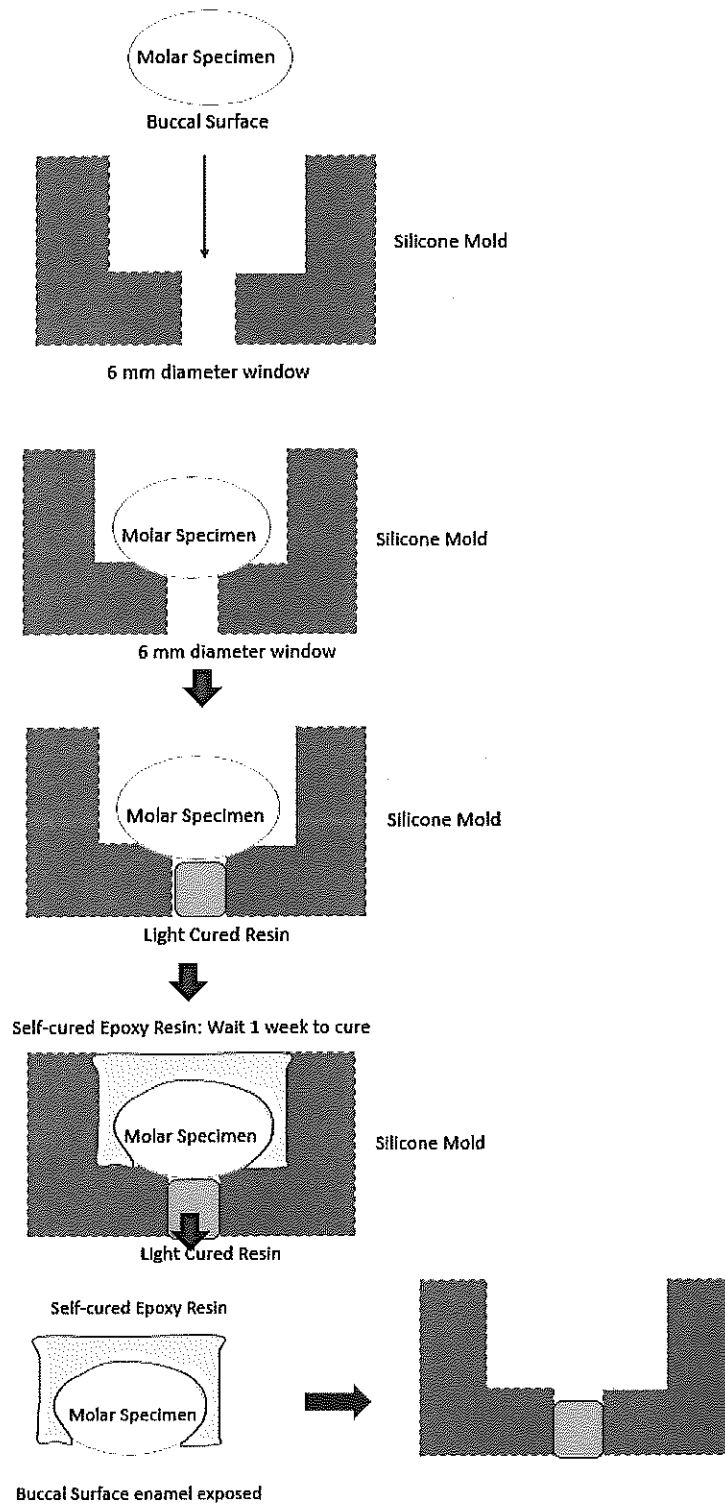 Molar Specimen
Buccal Surface
Silicone Mold
6 mm diameter window
Molar Specimen
Silicone Mold
6 mm diameter window
Molar Specimen
Silicone Mold
Light Cured Resin
Self-cured Epoxy Resin: Wait 1 week to cure
Molar Specimen
Silicone Mold
Light Cured Resin
Self-cured Epoxy Resin
Molar Specimen
Buccal Surface enamel exposed